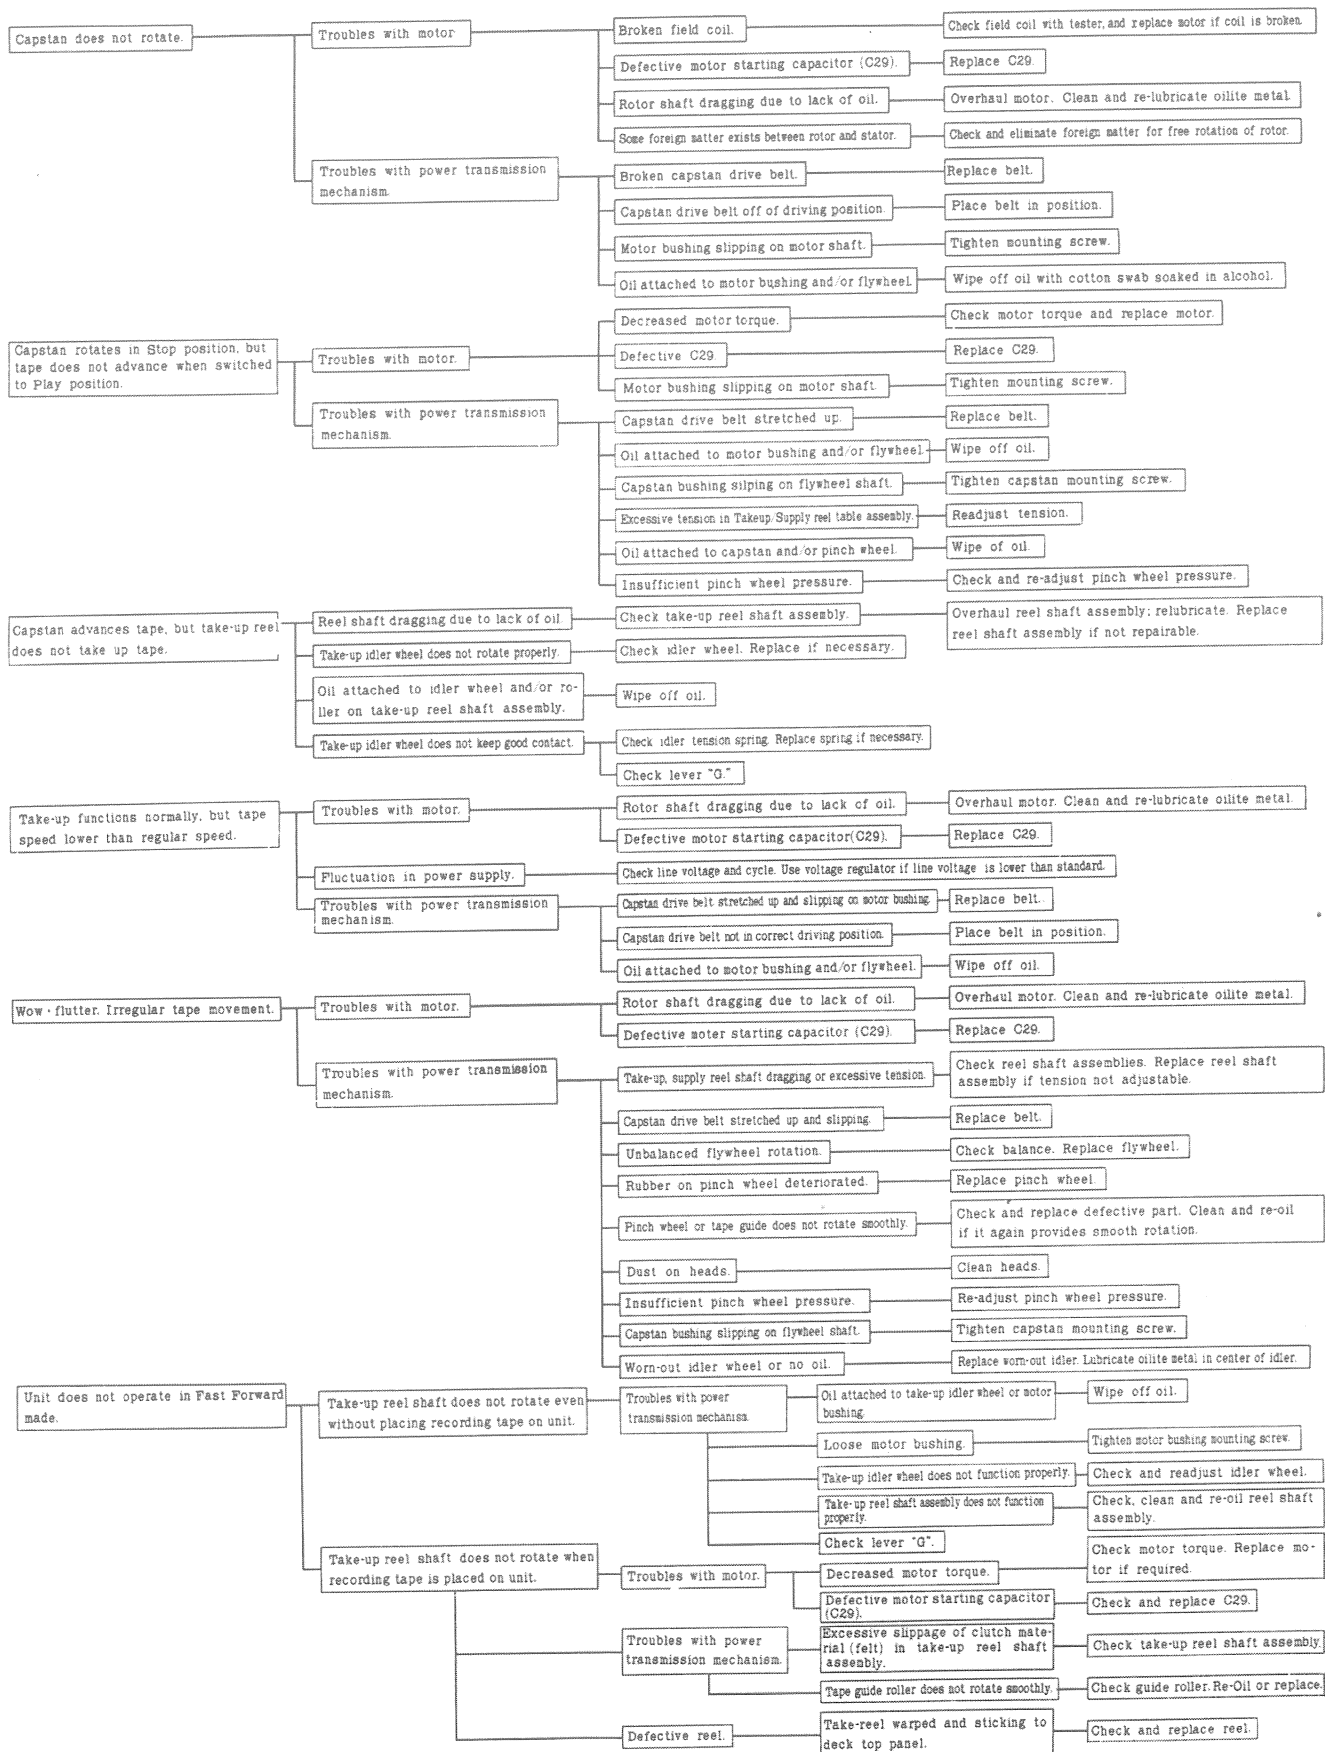 Capstan does not rotate.
Troubles with motor
Broken field coil.
Check field coil with tester, and replace motor if coil is broken.
Defective motor starting capacitor (C29).
Replace C29.
Rotor shaft dragging due to lack of oil.
Overhaul motor. Clean and re-lubricate oilite metal.
Some foreign matter exists between rotor and stator.
Check and eliminate foreign matter for free rotation of rotor.
Troubles with power transmission
mechanism.
Broken capstan drive belt.
Replace belt.
Capstan drive belt off of driving position.
Place belt in position.
Motor bushing slipping on motor shaft.
Tighten mounting screw.
Oil attached to motor bushing and/or flywheel.
Wipe off oil with cotton swab soaked in alcohol.
Capstan rotates in Stop position, but
tape does not advance when switched
to Play position.
Troubles with motor.
Decreased motor torque.
Check motor torque and replace motor.
Defective C29.
Replace C29.
Motor bushing slipping on motor shaft.
Tighten mounting screw.
Troubles with power transmission
mechanism.
Capstan drive belt stretched up.
Replace belt.
Oil attached to motor bushing and/or flywheel.
Wipe off oil.
Capstan bushing silping on flywheel shaft.
Tighten capstan mounting screw.
Excessive tension in Takeup/Supply reel table assembly.
Readjust tension.
Oil attached to capstan and/or pinch wheel.
Wipe of oil.
Insufficient pinch wheel pressure.
Check and re-adjust pinch wheel pressure.
Capstan advances tape, but take-up reel
does not take up tape.
Reel shaft dragging due to lack of oil.
Check take-up reel shaft assembly.
Overhaul reel shaft assembly; relubricate. Replace
reel shaft assembly if not repairable.
Take-up idler wheel does not rotate properly.
Check idler wheel. Replace if necessary.
Oil attached to idler wheel and/or ro-
ller on take-up reel shaft assembly.
Wipe off oil.
Take-up idler wheel does not keep good contact.
Check idler tension spring. Replace spring if necessary.
Check lever "G."
Take-up functions normally, but tape
speed lower than regular speed.
Troubles with motor.
Rotor shaft dragging due to lack of oil.
Overhaul motor. Clean and re-lubricate oilite metal.
Defective motor starting capacitor(C29).
Replace C29.
Fluctuation in power supply.
Check line voltage and cycle. Use voltage regulator if line voltage is lower than standard.
Troubles with power transmission
mechanism.
Capstan drive belt stretched up and slipping on motor bushing.
Replace belt.
Capstan drive belt not in correct driving position.
Place belt in position.
Oil attached to motor bushing and/or flywheel.
Wipe off oil.
Wow·flutter. Irregular tape movement.
Troubles with motor.
Rotor shaft dragging due to lack of oil.
Overhaul motor. Clean and re-lubricate oilite metal.
Defective moter starting capacitor (C29).
Replace C29.
Troubles with power transmission
mechanism.
Take-up, supply reel shaft dragging or excessive tension.
Check reel shaft assemblies. Replace reel shaft
assembly if tension not adjustable.
Capstan drive belt stretched up and slipping.
Replace belt.
Unbalanced flywheel rotation.
Check balance. Replace flywheel.
Rubber on pinch wheel deteriorated.
Replace pinch wheel.
Pinch wheel or tape guide does not rotate smoothly.
Check and replace defective part. Clean and re-oil
if it again provides smooth rotation.
Dust on heads.
Clean heads.
Insufficient pinch wheel pressure.
Re-adjust pinch wheel pressure.
Capstan bushing slipping on flywheel shaft.
Tighten capstan mounting screw.
Worn-out idler wheel or no oil.
Replace worn-out idler. Lubricate oilite metal in center of idler.
Unit does not operate in Fast Forward
made.
Take-up reel shaft does not rotate even
without placing recording tape on unit.
Troubles with power
transmission mechanism.
Oil attached to take-up idler wheel or motor
bushing.
Wipe off oil.
Loose motor bushing.
Tighten motor bushing mounting screw.
Take-up idler wheel does not function properly.
Check and readjust idler wheel.
Take-up reel shaft assembly does not function
properly.
Check, clean and re-oil reel shaft
assembly.
Check lever "G".
Take-up reel shaft does not rotate when
recording tape is placed on unit.
Troubles with motor.
Decreased motor torque.
Check motor torque. Replace mo-
tor if required.
Defective motor starting capacitor
(C29).
Check and replace C29.
Troubles with power
transmission mechanism.
Excessive slippage of clutch mate-
rial (felt) in take-up reel shaft
assembly.
Check take-up reel shaft assembly.
Tape guide roller does not rotate smoothly.
Check guide roller. Re-Oil or replace.
Defective reel.
Take-reel warped and sticking to
deck top panel.
Check and replace reel.